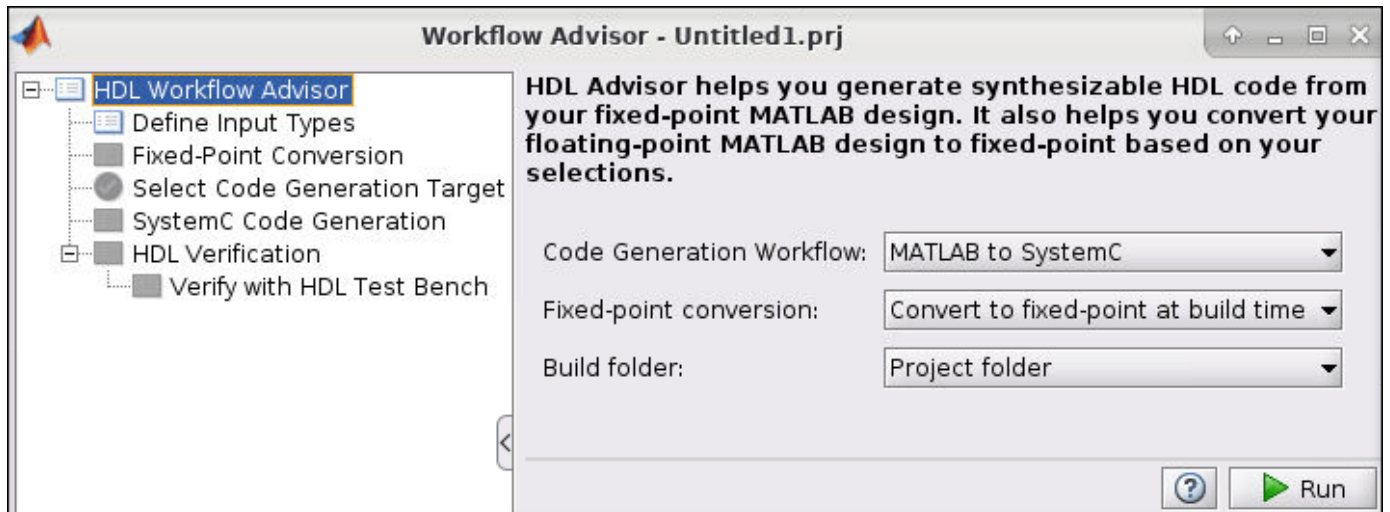 Workflow Advisor - Untitled1.prj
HDL Workflow Advisor
Define Input Types
Fixed-Point Conversion
Select Code Generation Target
SystemC Code Generation
HDL Verification
Verify with HDL Test Bench
HDL Advisor helps you generate synthesizable HDL code from
your fixed-point MATLAB design. It also helps you convert your
floating-point MATLAB design to fixed-point based on your
selections.
Code Generation Workflow: MATLAB to SystemC
Fixed-point conversion: Convert to fixed-point at build time
Build folder: Project folder
? Run